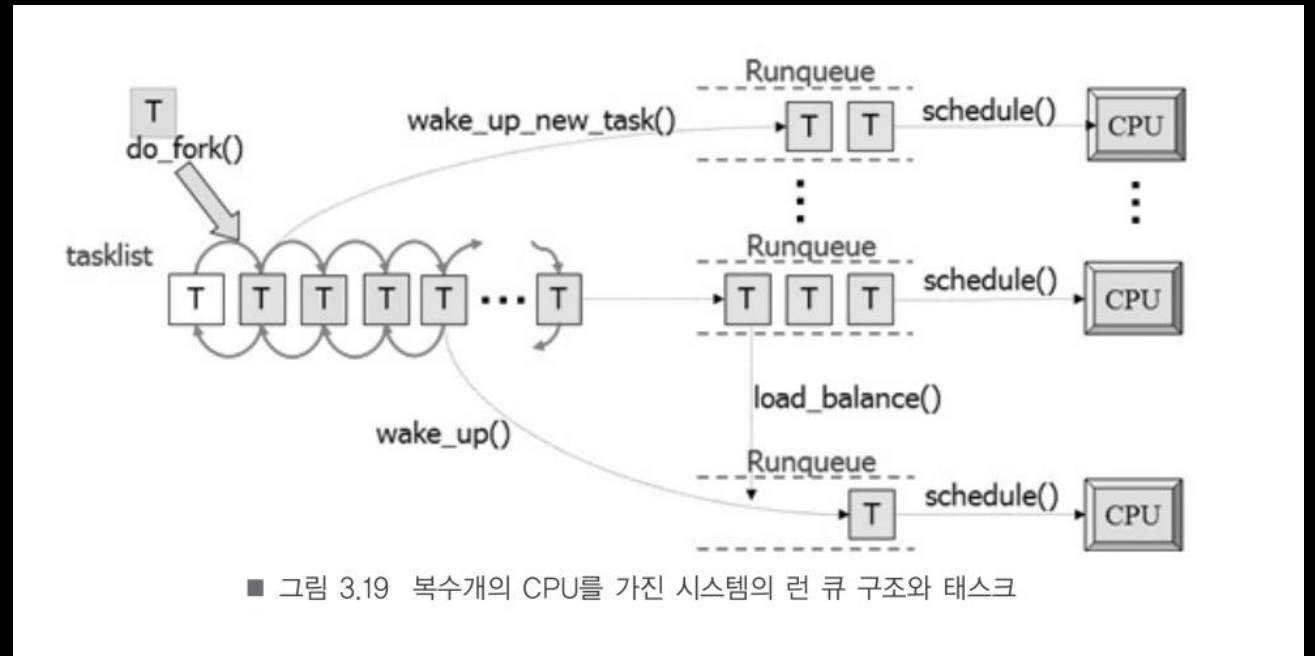 Runqueue
T
do_fork()
wake_up_new_task()
T T
schedule()
CPU
tasklist
T T T T T ··· T
Runqueue
T T T
schedule()
CPU
load_balance()
wake_up()
Runqueue
T
schedule()
CPU
■ 그림 3.19 복수개의 CPU를 가진 시스템의 런 큐 구조와 태스크